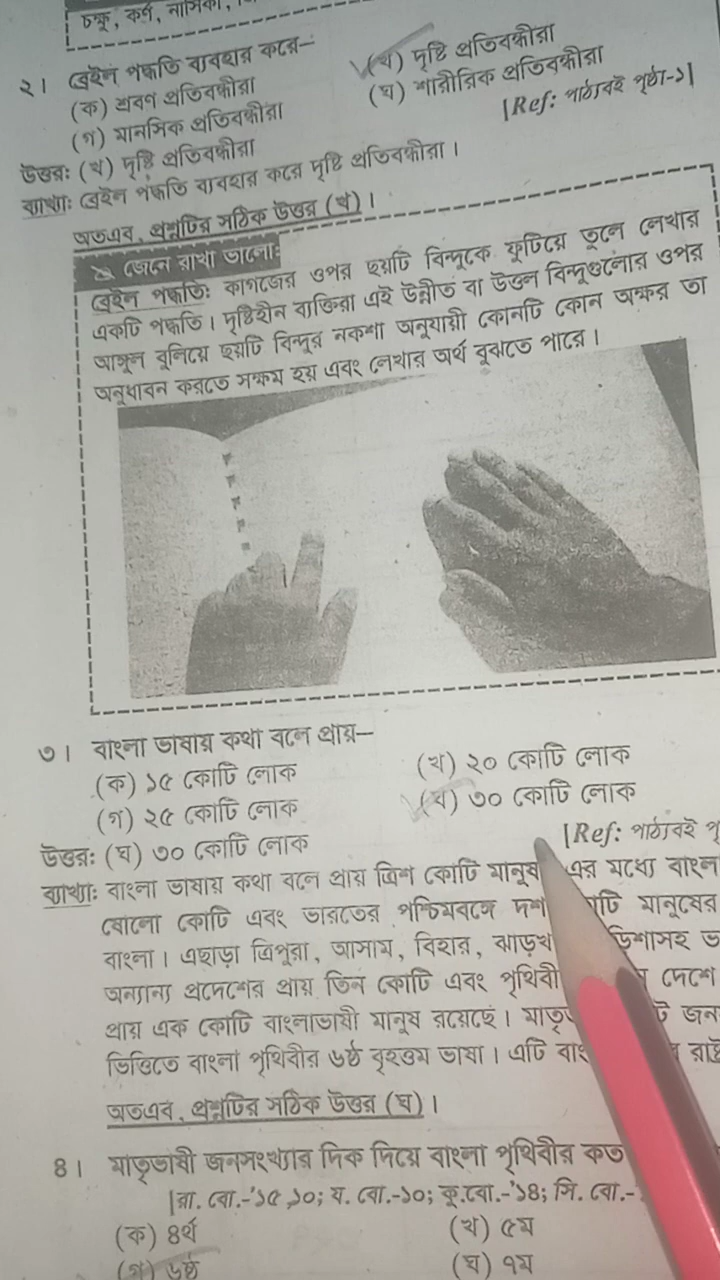 চক্ষু, কর্ণ, নাসিকা,
২। ব্রেইল পদ্ধতি ব্যবহার করে–
(ক) শ্রবণ প্রতিবন্ধীরা
(খ) দৃষ্টি প্রতিবন্ধীরা
(গ) মানসিক প্রতিবন্ধীরা
(ঘ) শারীরিক প্রতিবন্ধীরা
[Ref: পাঠ্যবই পৃষ্ঠা-১]
উত্তর: (খ) দৃষ্টি প্রতিবন্ধীরা
ব্যাখ্যা: ব্রেইল পদ্ধতি ব্যবহার করে দৃষ্টি প্রতিবন্ধীরা।
অতএব, প্রশ্নটির সঠিক উত্তর (খ)।
জেনে রাখা ভালো:
ব্রেইল পদ্ধতি: কাগজের ওপর ছয়টি বিন্দুকে ফুটিয়ে তুলে লেখার
একটি পদ্ধতি। দৃষ্টিহীন ব্যক্তিরা এই উন্নীত বা উত্তল বিন্দুগুলোর ওপর
আঙ্গুল বুলিয়ে ছয়টি বিন্দুর নকশা অনুযায়ী কোনটি কোন অক্ষর তা
অনুধাবন করতে সক্ষম হয় এবং লেখার অর্থ বুঝতে পারে।
৩। বাংলা ভাষায় কথা বলে প্রায়–
(ক) ১৫ কোটি লোক
(খ) ২০ কোটি লোক
(গ) ২৫ কোটি লোক
(ঘ) ৩০ কোটি লোক
[Ref: পাঠ্যবই পৃ
উত্তর: (ঘ) ৩০ কোটি লোক
ব্যাখ্যা: বাংলা ভাষায় কথা বলে প্রায় ত্রিশ কোটি মানুষ এর মধ্যে বাংল
ষোলো কোটি এবং ভারতের পশ্চিমবঙ্গে দশ মানুষের
বাংলা। এছাড়া ত্রিপুরা, আসাম, বিহার, ঝাড়খ ড়িশাসহ ভ
অন্যান্য প্রদেশের প্রায় তিন কোটি এবং পৃথিবী দেশে
প্রায় এক কোটি বাংলাভাষী মানুষ রয়েছে। মাতৃ জন
ভিত্তিতে বাংলা পৃথিবীর ৬ষ্ঠ বৃহত্তম ভাষা। এটি বাং রাষ্ট
অতএব, প্রশ্নটির সঠিক উত্তর (ঘ)।
৪। মাতৃভাষী জনসংখ্যার দিক দিয়ে বাংলা পৃথিবীর কত
[রা. বো.-'১৫,১০; য. বো.-১০; কু.বো.-'১৪; সি. বো.-
(ক) ৪র্থ
(খ) ৫ম
(গ) ৬ষ্ঠ
(ঘ) ৭ম